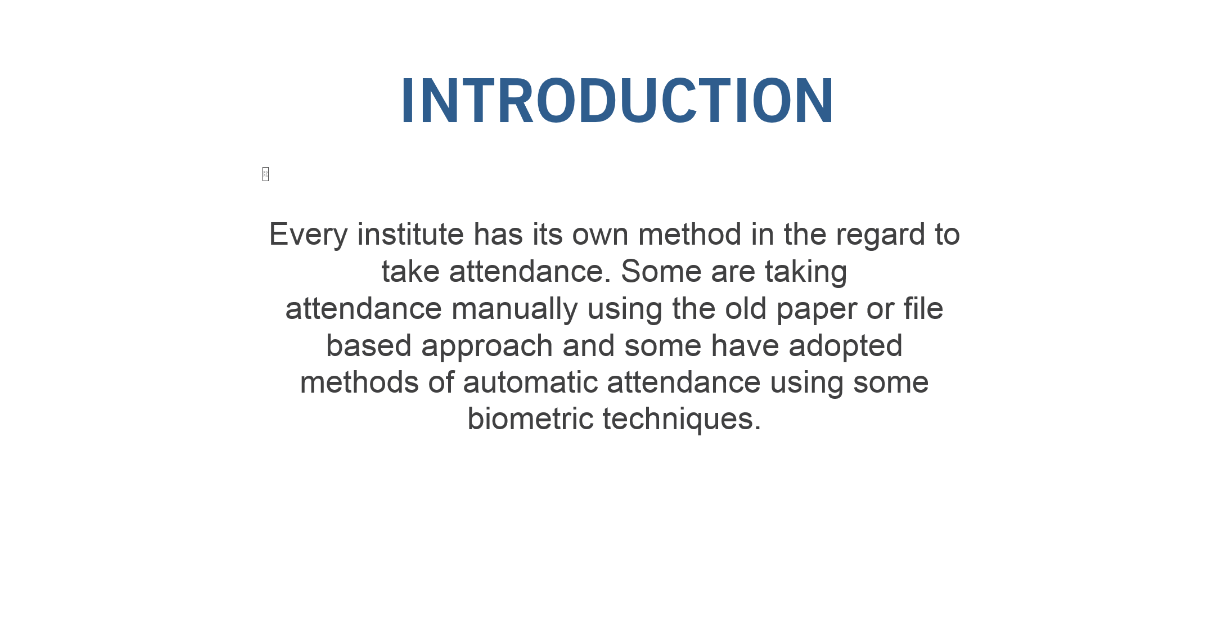 INTRODUCTION
Every institute has its own method in the regard to
take attendance. Some are taking
attendance manually using the old paper or file
based approach and some have adopted
methods of automatic attendance using some
biometric techniques.